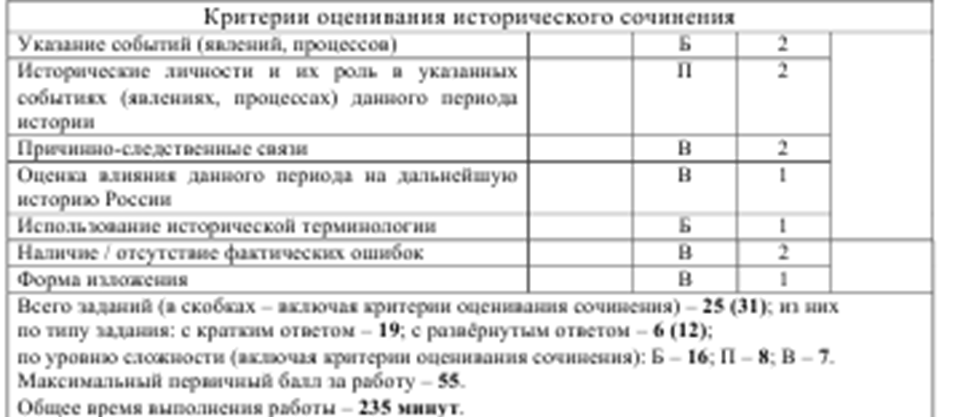 Критерии оценивания исторического сочинения
Указание событий (явлений, процессов) Б 2
Исторические личности и их роль в указанных П 2
событиях (явлениях, процессах) данного периода
истории
Причинно-следственные связи В 2
Оценка влияния данного периода на дальнейшую В 1
историю России
Использование исторической терминологии Б 1
Наличие / отсутствие фактических ошибок В 2
Форма изложения В 1
Всего заданий (в скобках – включая критерии оценивания сочинения) – 25 (31); из них
по типу задания: с кратким ответом – 19; с развёрнутым ответом – 6 (12);
по уровню сложности (включая критерии оценивания сочинения): Б – 16; П – 8; В – 7.
Максимальный первичный балл за работу – 55.
Общее время выполнения работы – 235 минут.